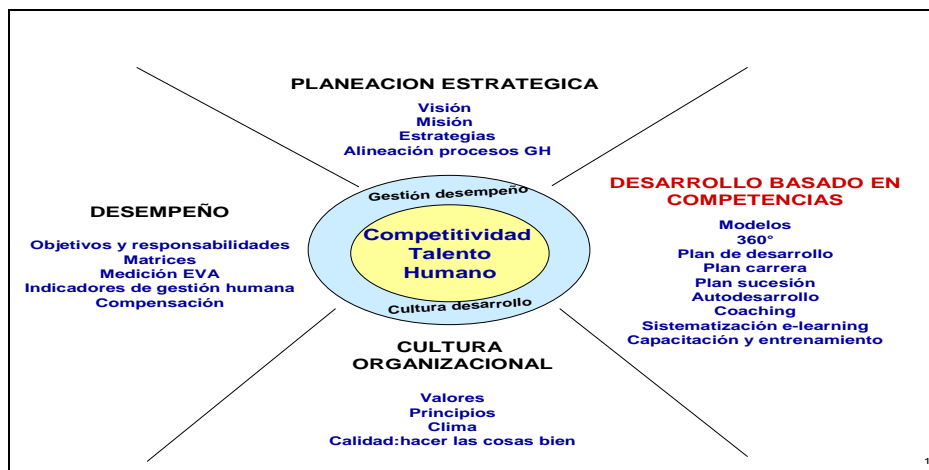 PLANEACION ESTRATEGICA
Visión
Misión
Estrategias
Alineación procesos GH
Gestión desempeño
Competitividad
Talento
Humano
Cultura desarrollo
DESEMPEÑO
Objetivos y responsabilidades
Matrices
Medición EVA
Indicadores de gestión humana
Compensación
DESARROLLO BASADO EN
COMPETENCIAS
Modelos
360°
Plan de desarrollo
Plan carrera
Plan sucesión
Autodesarrollo
Coaching
Sistematización e-learning
Capacitación y entrenamiento
CULTURA
ORGANIZACIONAL
Valores
Principios
Clima
Calidad:hacer las cosas bien
1